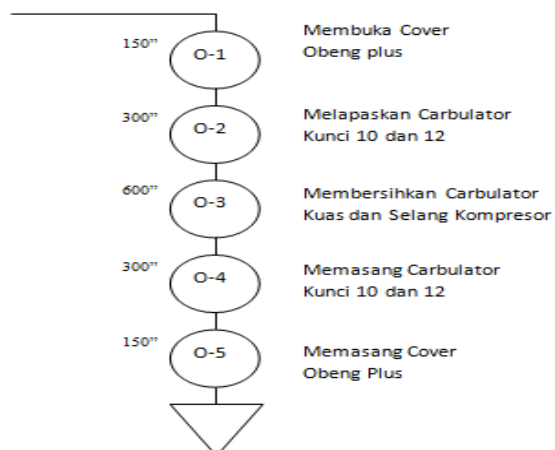 150”
O-1
Membuka Cover
Obeng plus
300”
O-2
Melapaskan Carbulator
Kunci 10 dan 12
600”
O-3
Membersihkan Carbulator
Kuas dan Selang Kompresor
300”
O-4
Memasang Carbulator
Kunci 10 dan 12
150”
O-5
Memasang Cover
Obeng Plus